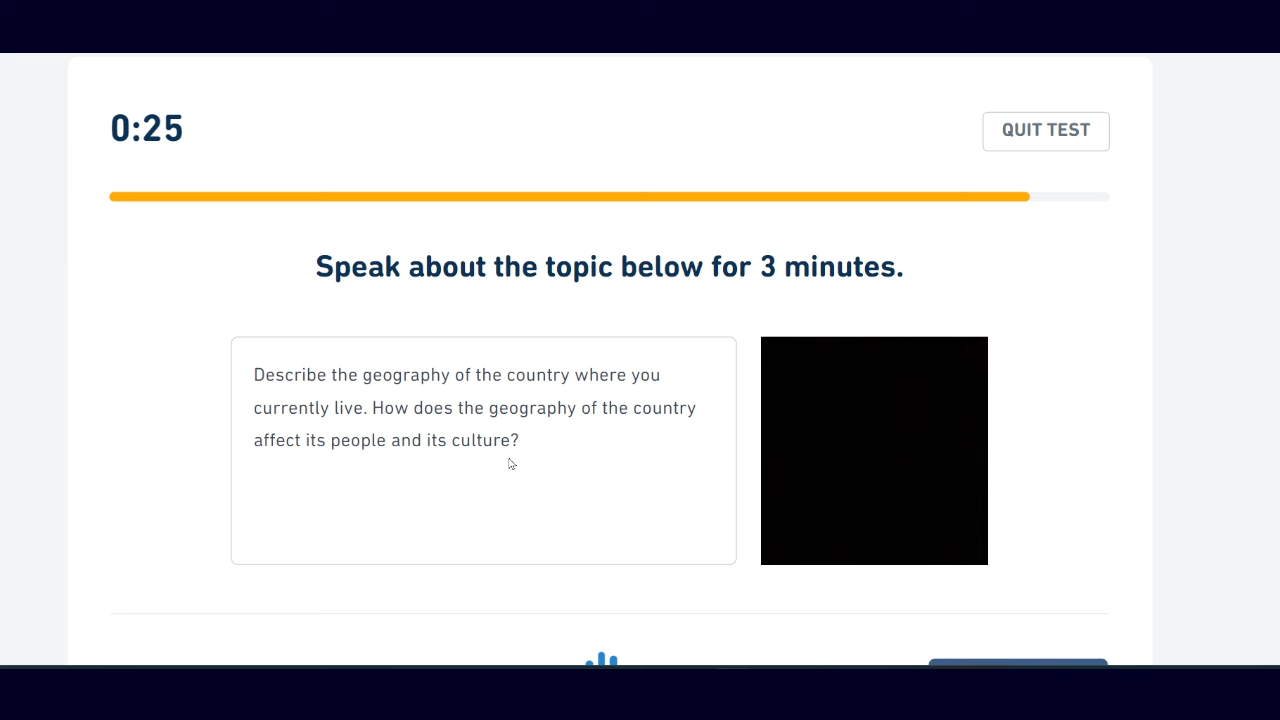 0:25
QUIT TEST
Speak about the topic below for 3 minutes.
Describe the geography of the country where you
currently live. How does the geography of the country
affect its people and its culture?